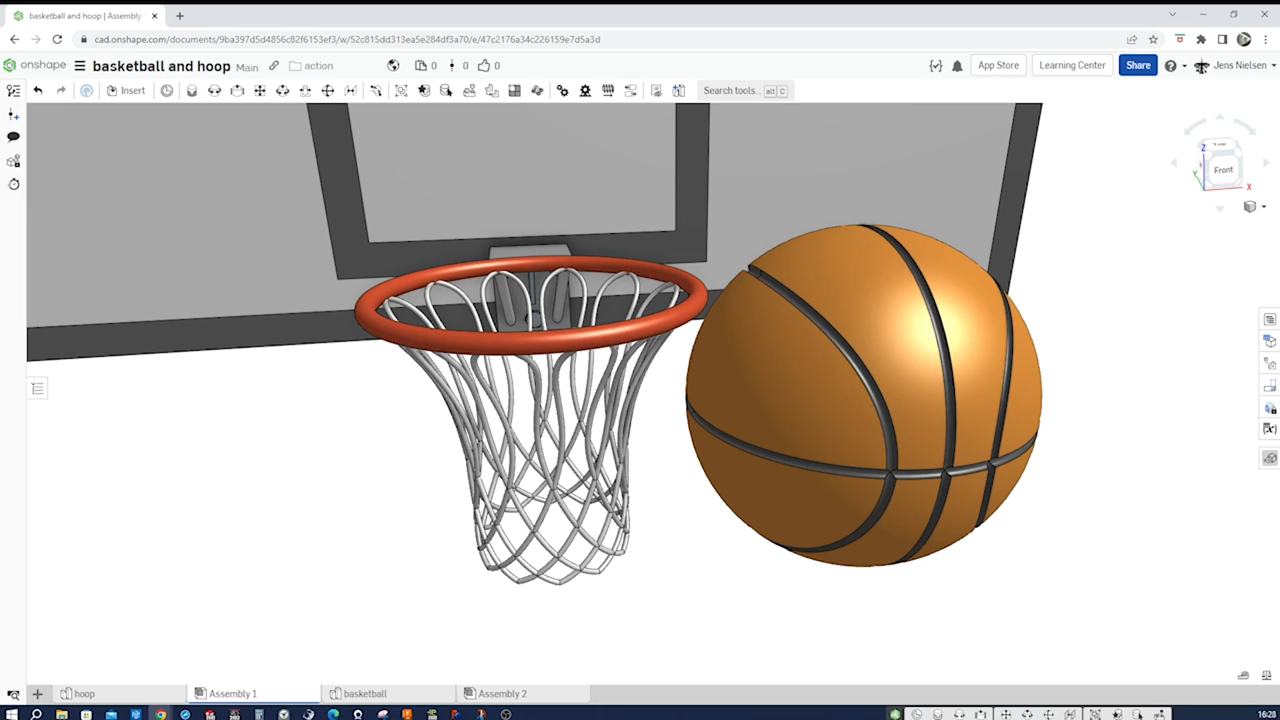 basketball and hoop | Assembly
cad.onshape.com/documents/9ba397d5d4856c82f6153ef3/w/52c815dd313ea5e284df3a70/e/47c2176a34c226159e7d5a3d
onshape basketball and hoop Main action 0 0 0 App Store Learning Center Share Jens Nielsen
Insert Search tools... alt C
Z Front
Y X
hoop Assembly 1 basketball Assembly 2
16:28